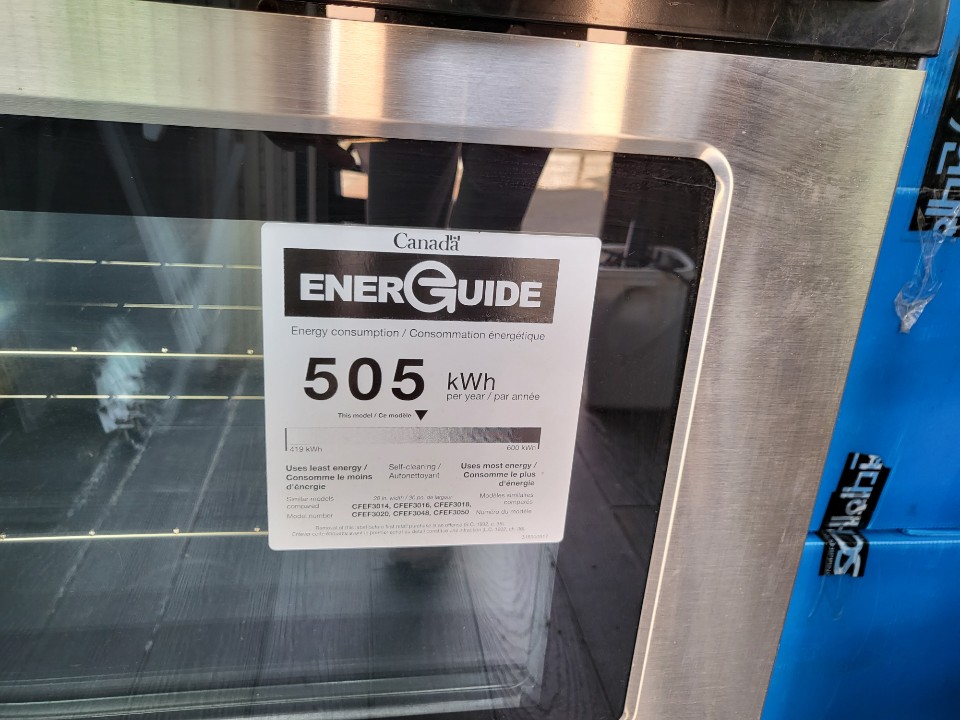 Canada
ENERGUIDE
Energy consumption / Consommation énergétique
505 kWh
per year / par année
This model / Ce modèle
419 kWh 600 kWh
Uses least energy / Consomme le moins d'énergie
Self-cleaning / Autonettoyant
Uses most energy / Consomme le plus d'énergie
Similar models compared
Modèles similaires comparés
Model number
CFEF3014, CFEF3016, CFEF3018,
CFEF3020, CFEF3048, CFEF3050
Numéro du modèle